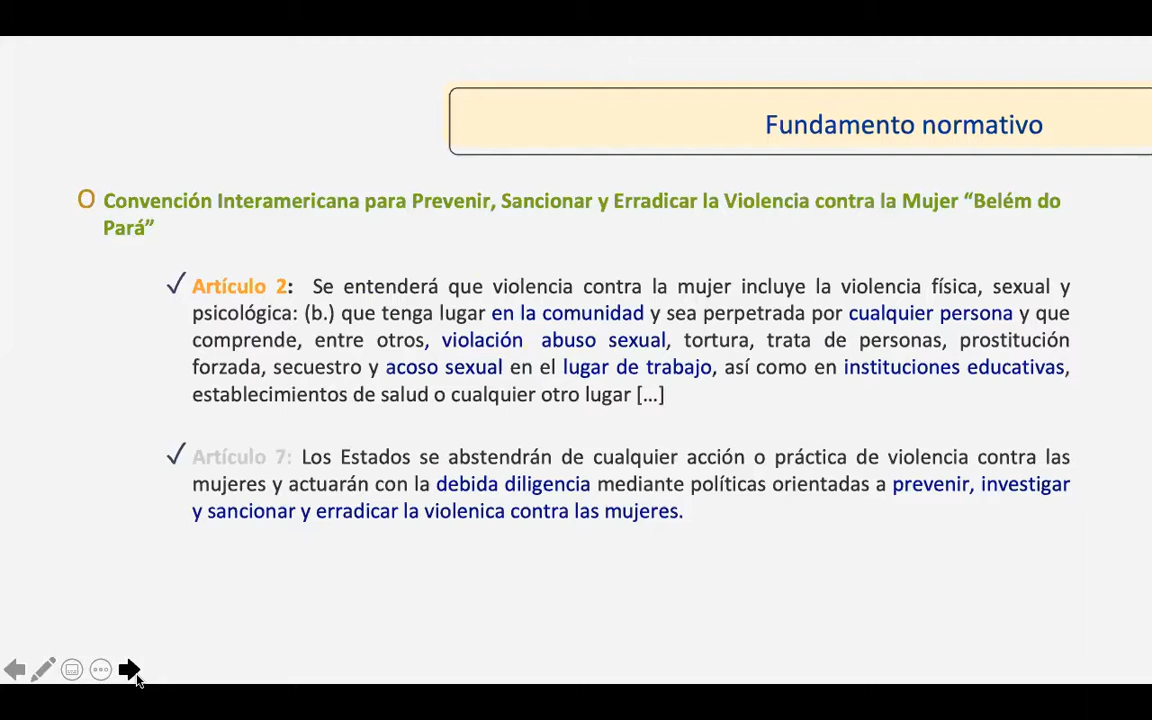 Fundamento normativo
O Convención Interamericana para Prevenir, Sancionar y Erradicar la Violencia contra la Mujer “Belém do
Pará”
✓ Artículo 2: Se entenderá que violencia contra la mujer incluye la violencia física, sexual y
psicológica: (b.) que tenga lugar en la comunidad y sea perpetrada por cualquier persona y que
comprende, entre otros, violación abuso sexual, tortura, trata de personas, prostitución
forzada, secuestro y acoso sexual en el lugar de trabajo, así como en instituciones educativas,
establecimientos de salud o cualquier otro lugar […]
✓ Artículo 7: Los Estados se abstendrán de cualquier acción o práctica de violencia contra las
mujeres y actuarán con la debida diligencia mediante políticas orientadas a prevenir, investigar
y sancionar y erradicar la violenica contra las mujeres.